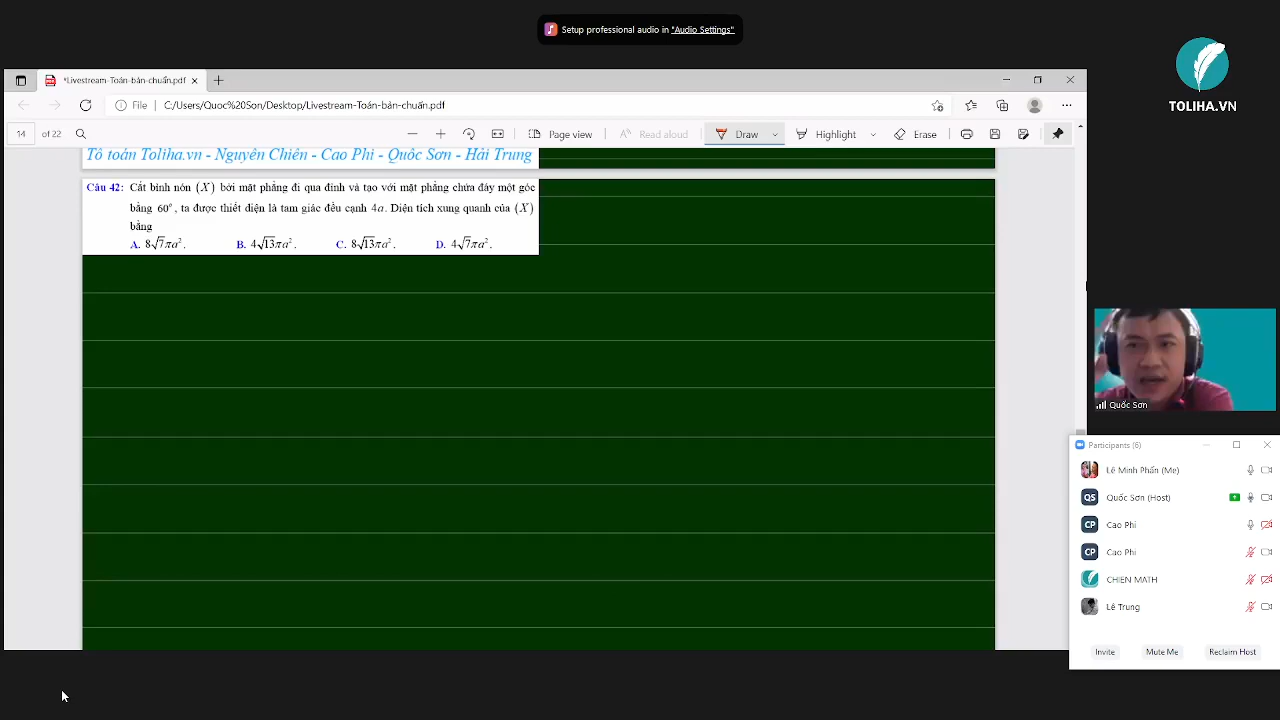 Setup professional audio in "Audio Settings"
TOLIHA.VN
*Livestream-Toán-bản-chuẩn.pdf
File C:/Users/Quoc%20Son/Desktop/Livestream-Toán-bản-chuẩn.pdf
14 of 22 Page view Read aloud Draw Highlight Erase
Tổ toán Toliha.vn - Nguyễn Chiến - Cao Phi - Quốc Sơn - Hải Trung
Câu 42: Cắt hình nón (X) bởi mặt phẳng đi qua đỉnh và tạo với mặt phẳng chứa đáy một góc
bằng 60°, ta được thiết diện là tam giác đều cạnh 4a. Diện tích xung quanh của (X)
bằng
A. 8√7πa². B. 4√13πa². C. 8√13πa². D. 4√7πa².
Quốc Sơn
Participants (6)
Lê Minh Phấn (Me)
QS Quốc Sơn (Host)
CP Cao Phi
CP Cao Phi
CHIEN MATH
Lê Trung
Invite Mute Me Reclaim Host